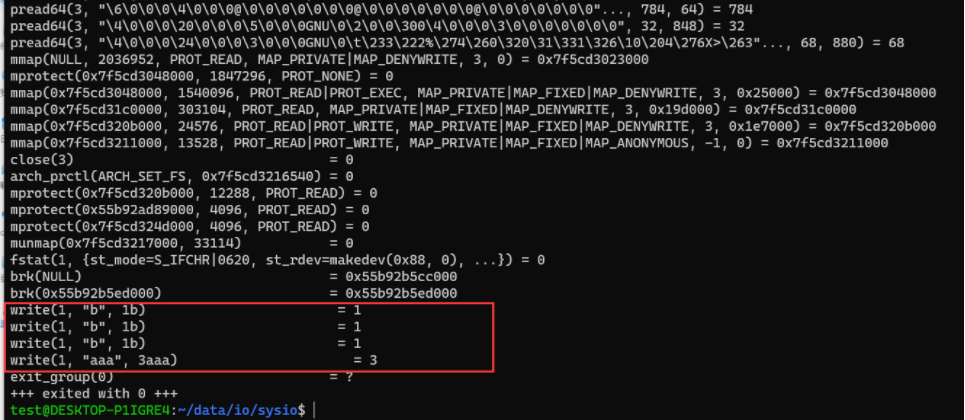 pread64(3, "\6\0\0\0\4\0\0\0@\0\0\0\0\0\0\0@\0\0\0\0\0\0\0@\0\0\0\0\0\0\0"..., 784, 64) = 784
pread64(3, "\4\0\0\0\20\0\0\0\5\0\0\0GNU\0\2\0\0\300\4\0\0\0\3\0\0\0\0\0\0\0", 32, 848) = 32
pread64(3, "\4\0\0\0\24\0\0\0\3\0\0\0GNU\0\t\233\222%\274\260\320\31\331\326\10\204\276X>\263"..., 68, 880) = 68
mmap(NULL, 2036952, PROT_READ, MAP_PRIVATE|MAP_DENYWRITE, 3, 0) = 0x7f5cd3023000
mprotect(0x7f5cd3048000, 1847296, PROT_NONE) = 0
mmap(0x7f5cd3048000, 1540096, PROT_READ|PROT_EXEC, MAP_PRIVATE|MAP_FIXED|MAP_DENYWRITE, 3, 0x25000) = 0x7f5cd3048000
mmap(0x7f5cd31c0000, 303104, PROT_READ, MAP_PRIVATE|MAP_FIXED|MAP_DENYWRITE, 3, 0x19d000) = 0x7f5cd31c0000
mmap(0x7f5cd320b000, 24576, PROT_READ|PROT_WRITE, MAP_PRIVATE|MAP_FIXED|MAP_DENYWRITE, 3, 0x1e7000) = 0x7f5cd320b000
mmap(0x7f5cd3211000, 13528, PROT_READ|PROT_WRITE, MAP_PRIVATE|MAP_FIXED|MAP_ANONYMOUS, -1, 0) = 0x7f5cd3211000
close(3) = 0
arch_prctl(ARCH_SET_FS, 0x7f5cd3216540) = 0
mprotect(0x7f5cd320b000, 12288, PROT_READ) = 0
mprotect(0x55b92ad89000, 4096, PROT_READ) = 0
mprotect(0x7f5cd324d000, 4096, PROT_READ) = 0
munmap(0x7f5cd3217000, 33114) = 0
fstat(1, {st_mode=S_IFCHR|0620, st_rdev=makedev(0x88, 0), ...}) = 0
brk(NULL) = 0x55b92b5cc000
brk(0x55b92b5ed000) = 0x55b92b5ed000
write(1, "b", 1b) = 1
write(1, "b", 1b) = 1
write(1, "b", 1b) = 1
write(1, "aaa", 3aaa) = 3
exit_group(0) = ?
+++ exited with 0 +++
test@DESKTOP-P1IGRE4:~/data/io/sysio$